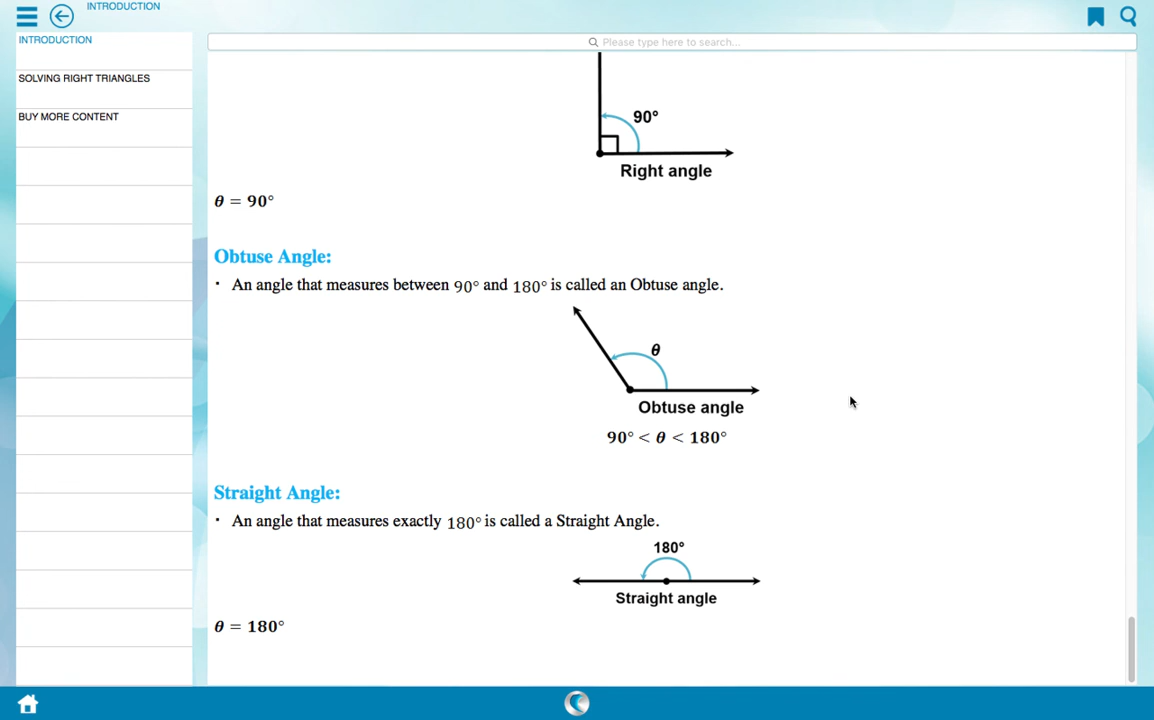 INTRODUCTION
INTRODUCTION
SOLVING RIGHT TRIANGLES
BUY MORE CONTENT
Please type here to search...
90°
Right angle
θ = 90°
Obtuse Angle:
· An angle that measures between 90° and 180° is called an Obtuse angle.
θ
Obtuse angle
90° < θ < 180°
Straight Angle:
· An angle that measures exactly 180° is called a Straight Angle.
180°
Straight angle
θ = 180°